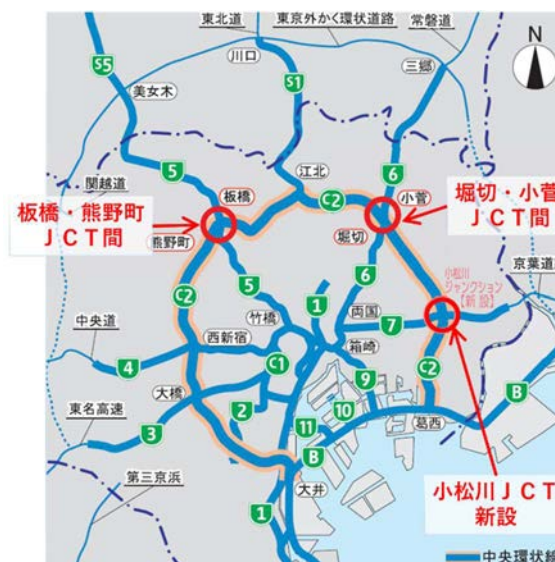 東北道
東京外かく環状道路
常磐道
N
川口
三郷
S5
S1
美女木
6
5
江北
関越道
板橋
C2
小菅
板橋・熊野町
JCT間
堀切・小菅
JCT間
熊野町
堀切
小松川
ジャンクション
【新設】
京葉道
5
6
C2
1
両国
竹橋
7
中央道
西新宿
箱崎
4
C1
9
C2
大橋
10
葛西
B
東名高速
2
11
3
B
小松川JCT
新設
第三京浜
大井
1
中央環状線